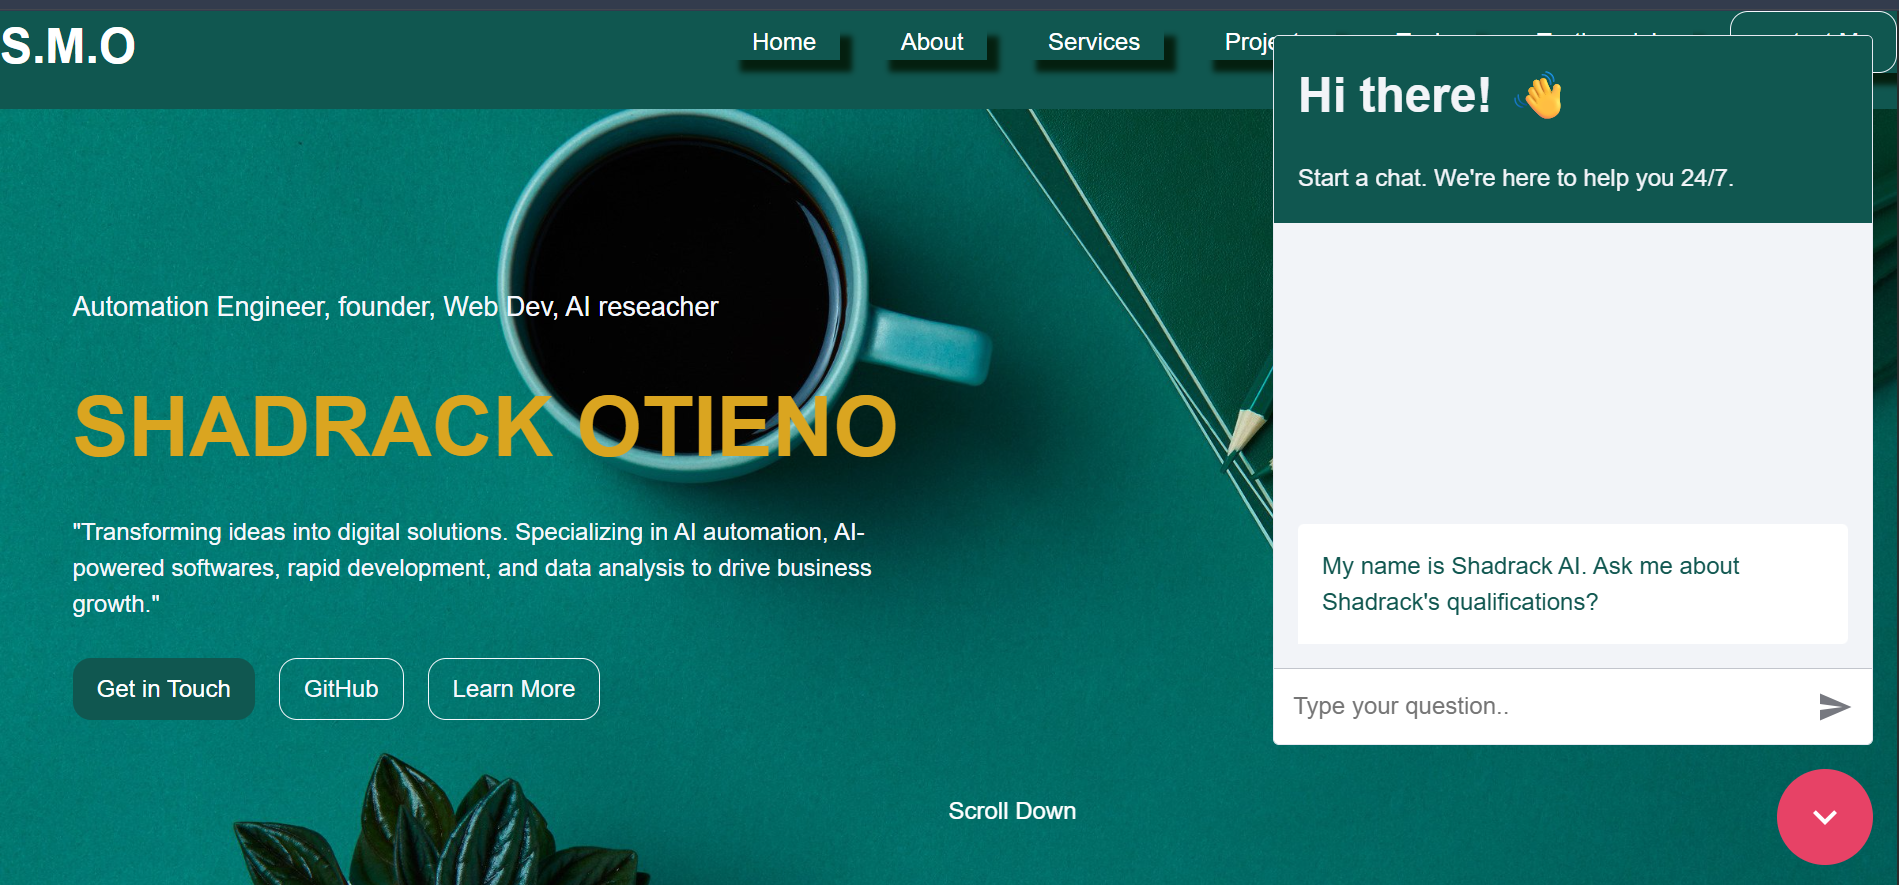 S.M.O
Home
About
Services
Hi there! 👋
Start a chat. We're here to help you 24/7.
Automation Engineer, founder, Web Dev, AI reseacher
SHADRACK OTIENO
"Transforming ideas into digital solutions. Specializing in AI automation, AI-
powered softwares, rapid development, and data analysis to drive business
growth."
Get in Touch
GitHub
Learn More
My name is Shadrack AI. Ask me about
Shadrack's qualifications?
Type your question..
Scroll Down